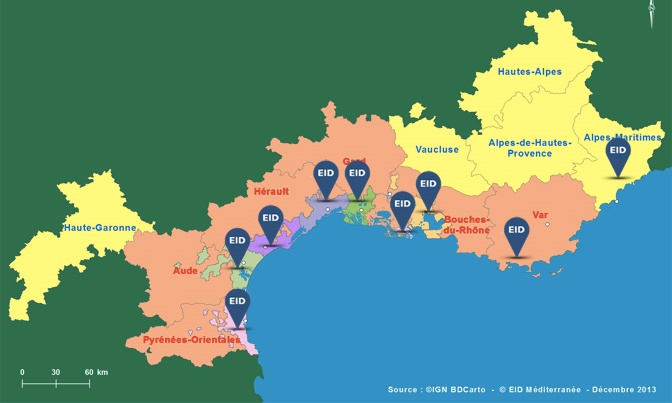 Hautes-Alpes
Alpes-Maritimes
Vaucluse
Alpes-de-Hautes-
Provence
EID
EID
EID
Gard
EID
Hérault
EID
EID
EID
Var
Bouches-
du-Rhône
Haute-Garonne
EID
EID
Aude
EID
Pyrénées-Orientales
0 30 60 km
Source : ©IGN BDCarto - © EID Méditerranée - Décembre 2013